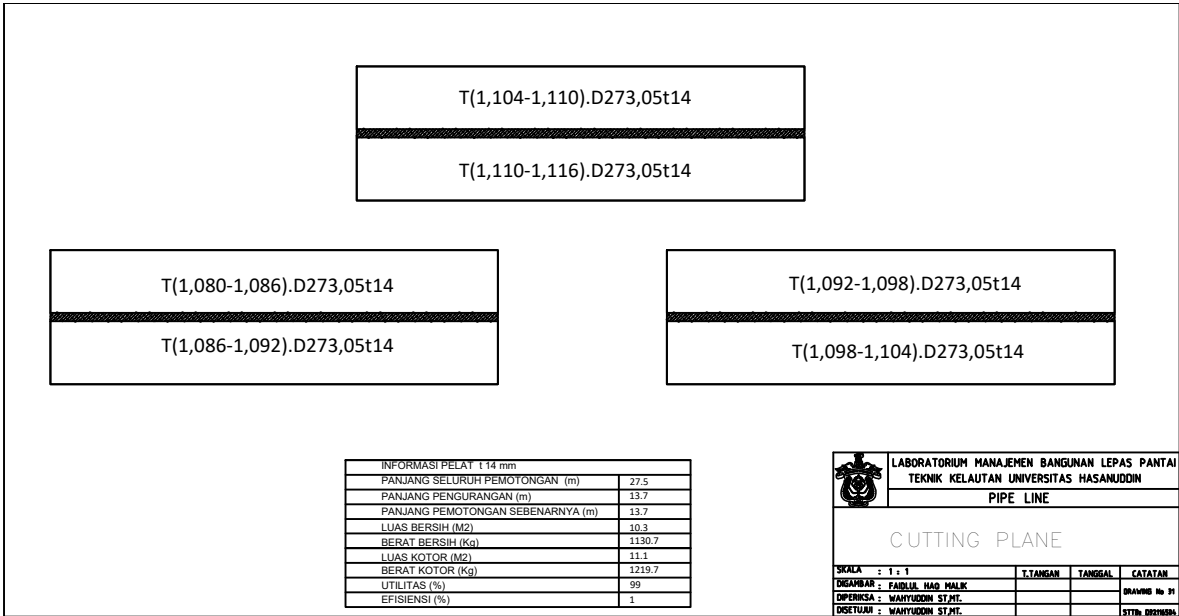 T(1,104-1,110).D273,05t14
T(1,110-1,116).D273,05t14
T(1,080-1,086).D273,05t14
T(1,086-1,092).D273,05t14
T(1,092-1,098).D273,05t14
T(1,098-1,104).D273,05t14
INFORMASI PELAT t 14 mm
PANJANG SELURUH PEMOTONGAN (m) 27.5
PANJANG PENGURANGAN (m) 13.7
PANJANG PEMOTONGAN SEBENARNYA (m) 13.7
LUAS BERSIH (M2) 10.3
BERAT BERSIH (Kg) 1130.7
LUAS KOTOR (M2) 11.1
BERAT KOTOR (Kg) 1219.7
UTILITAS (%) 99
EFISIENSI (%) 1
LABORATORIUM MANAJEMEN BANGUNAN LEPAS PANTAI
TEKNIK KELAUTAN UNIVERSITAS HASANUDDIN
PIPE LINE
CUTTING PLANE
SKALA : 1 : 1 T.TANGAN TANGGAL CATATAN
DIGAMBAR : FAIDLUL HAQ MALIK
DIPERIKSA : WAHYUDDIN ST,MT.
DISETUJUI : WAHYUDDIN ST,MT.
DRAWING No 31